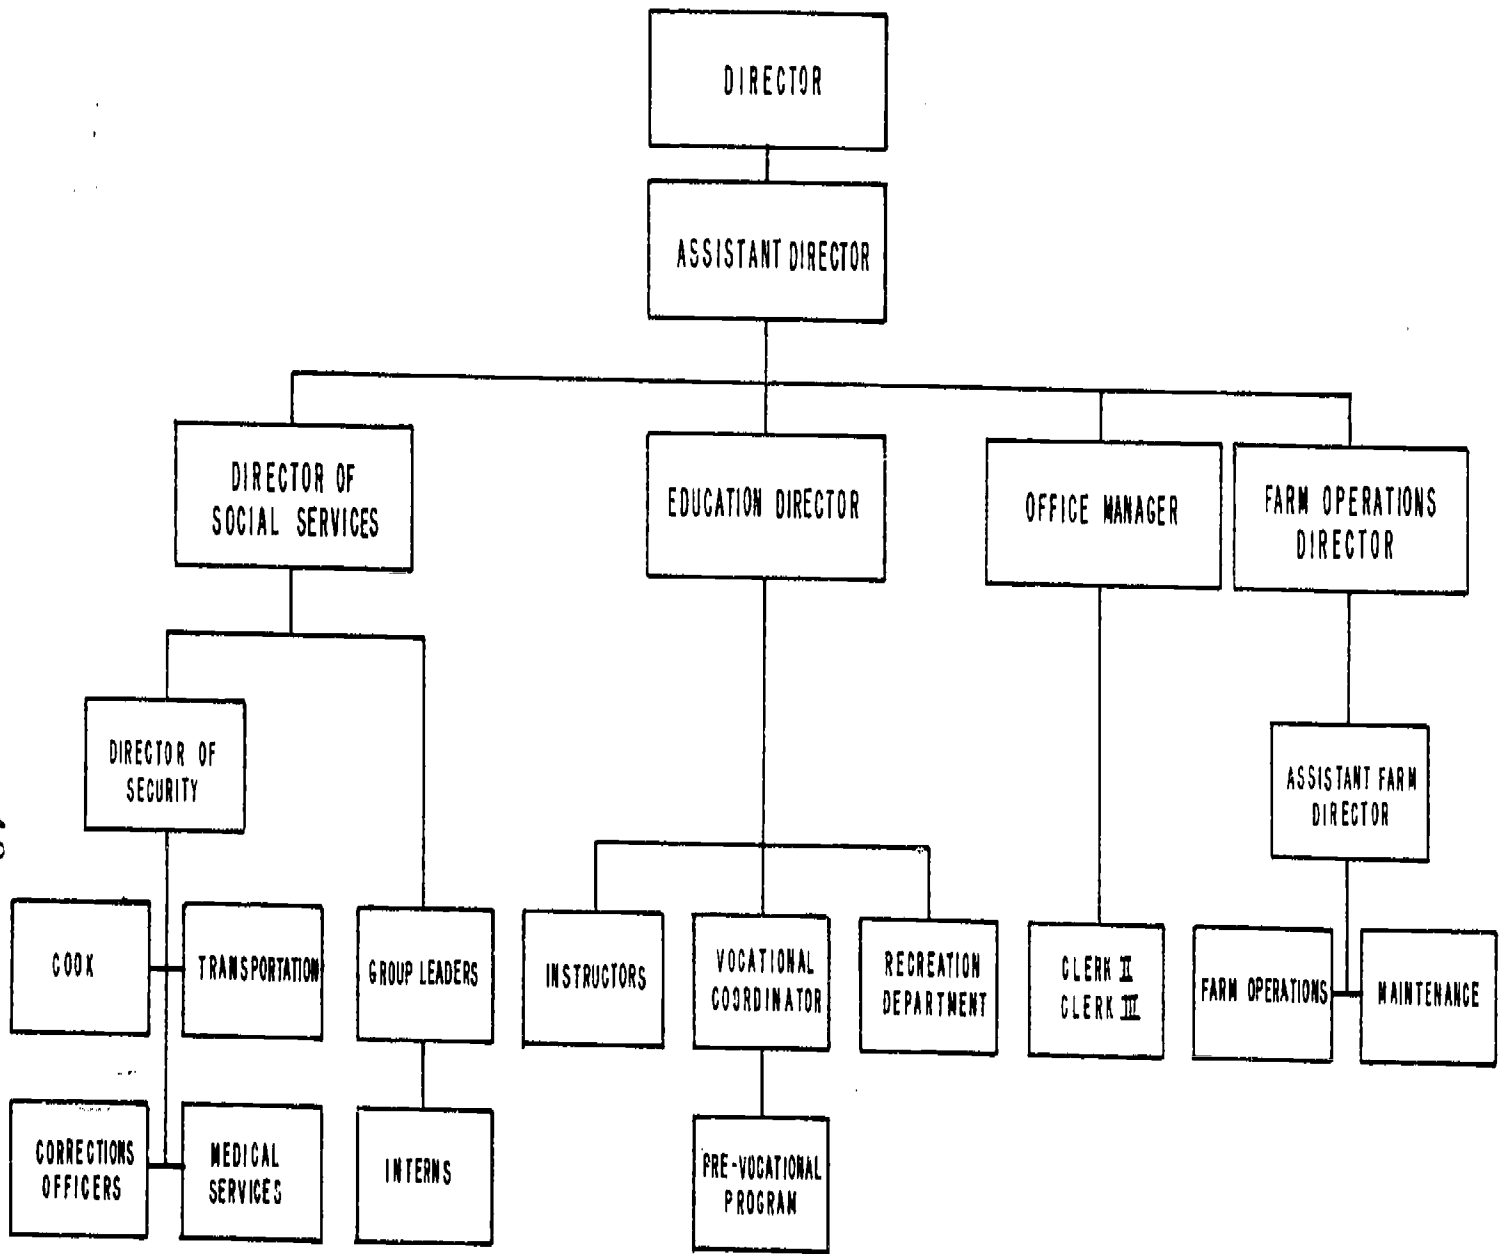 DIRECTOR
ASSISTANT DIRECTOR
DIRECTOR OF
SOCIAL SERVICES
EDUCATION DIRECTOR
OFFICE MANAGER
FARM OPERATIONS
DIRECTOR
DIRECTOR OF
SECURITY
ASSISTANT FARM
DIRECTOR
COOK
TRANSPORTATION
GROUP LEADERS
INSTRUCTORS
VOCATIONAL
COORDINATOR
RECREATION
DEPARTMENT
CLERK II
CLERK III
FARM OPERATIONS
MAINTENANCE
CORRECTIONS
OFFICERS
MEDICAL
SERVICES
INTERNS
PRE-VOCATIONAL
PROGRAM